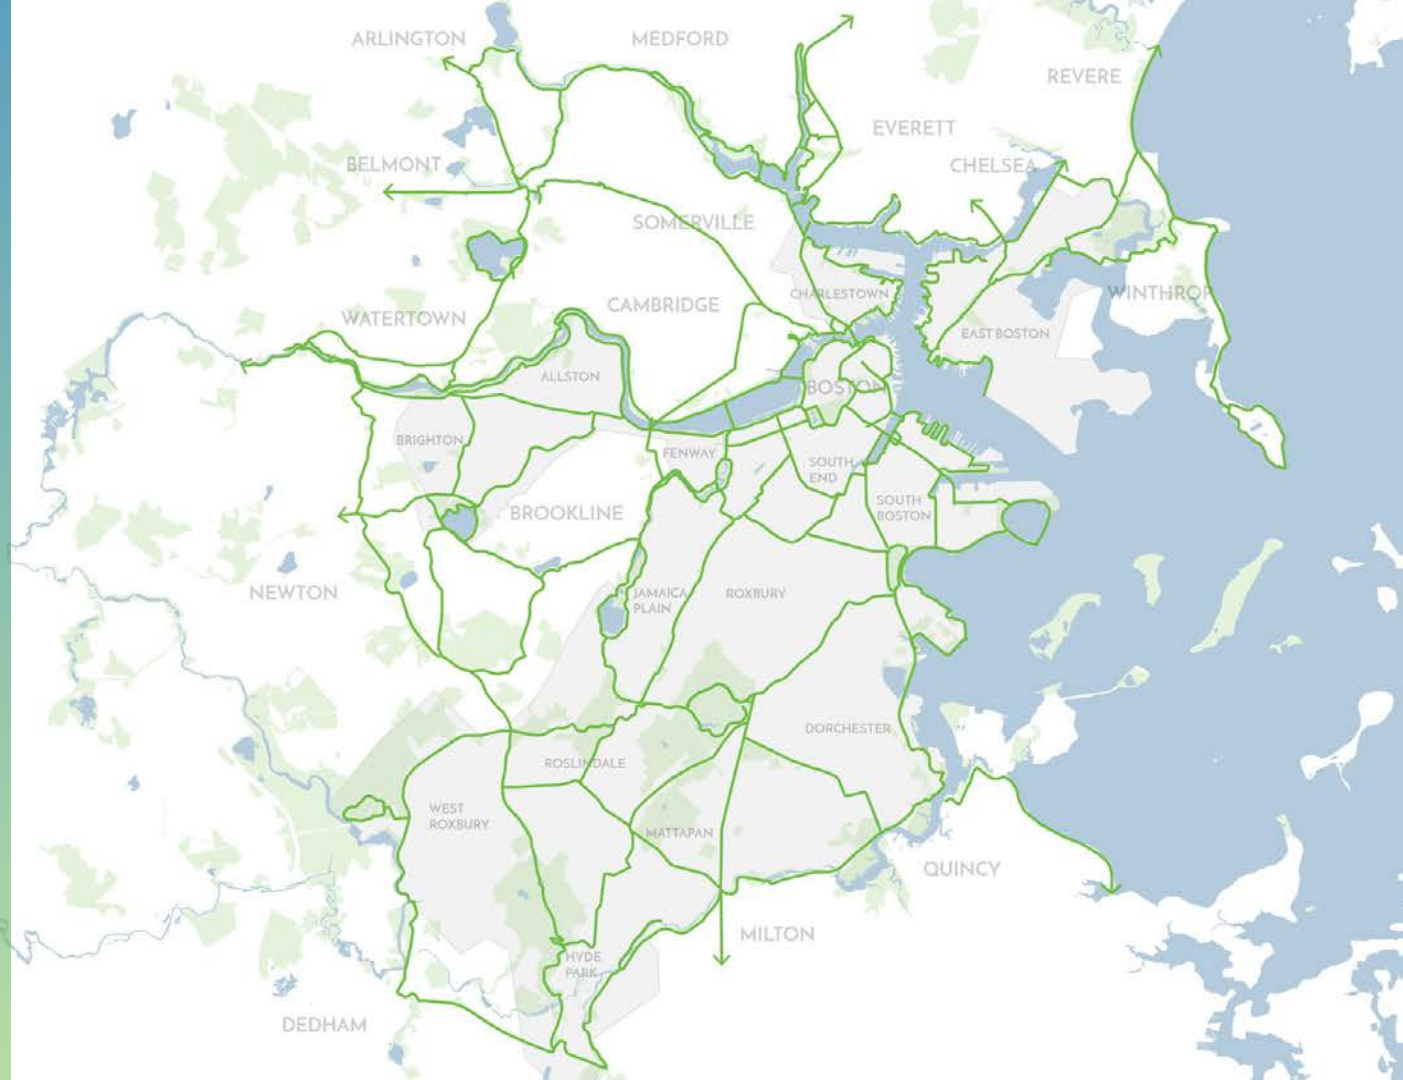 ARLINGTON
MEDFORD
REVERE
EVERETT
BELMONT
CHELSEA
SOMERVILLE
CHARLESTOWN
WINTHROP
CAMBRIDGE
WATERTOWN
EAST BOSTON
ALLSTON
BOSTON
BRIGHTON
FENWAY
SOUTH
END
SOUTH
BOSTON
BROOKLINE
NEWTON
JAMAICA
PLAIN
ROXBURY
DORCHESTER
ROSLINDALE
WEST
ROXBURY
MATTAPAN
QUINCY
MILTON
HYDE
PARK
DEDHAM